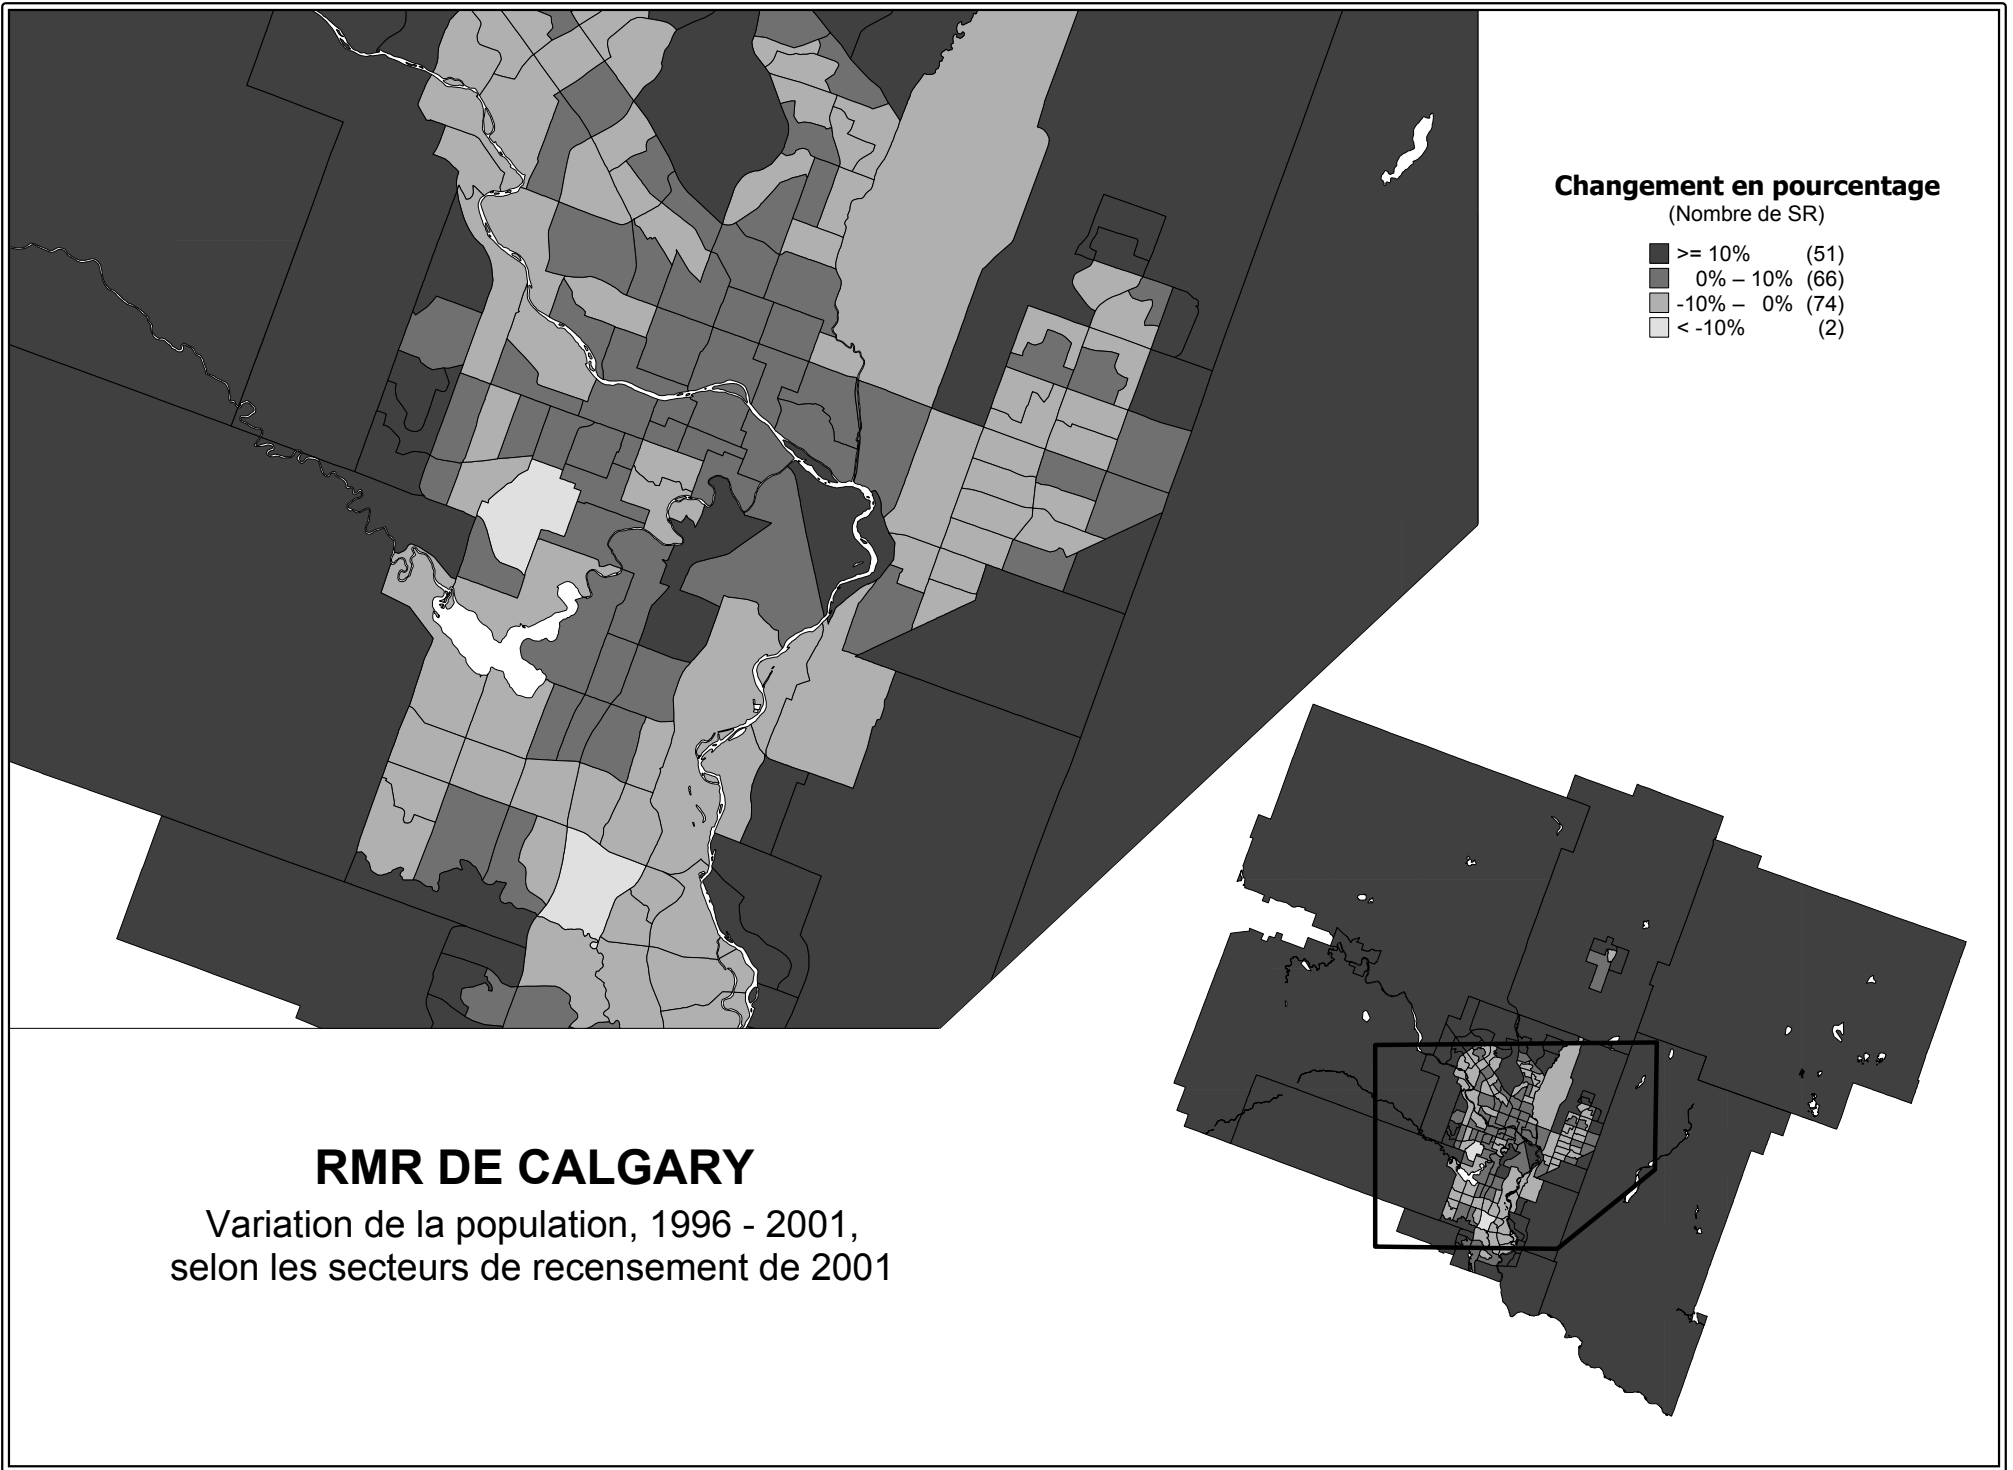 Changement en pourcentage
(Nombre de SR)
>= 10% (51)
0% – 10% (66)
-10% – 0% (74)
< -10% (2)
RMR DE CALGARY
Variation de la population, 1996 - 2001,
selon les secteurs de recensement de 2001